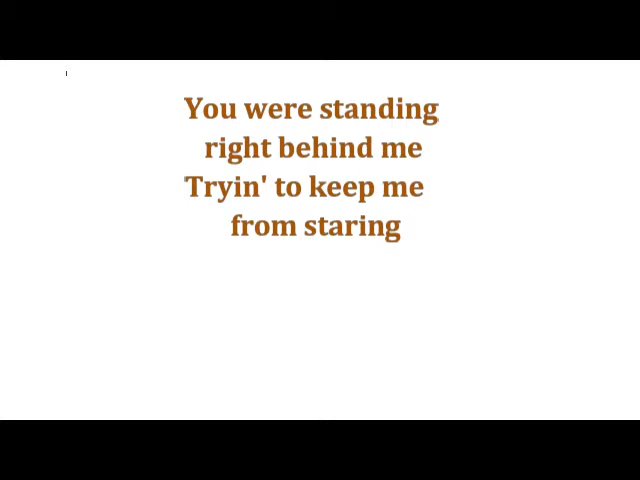 You were standing
right behind me
Tryin' to keep me
from staring